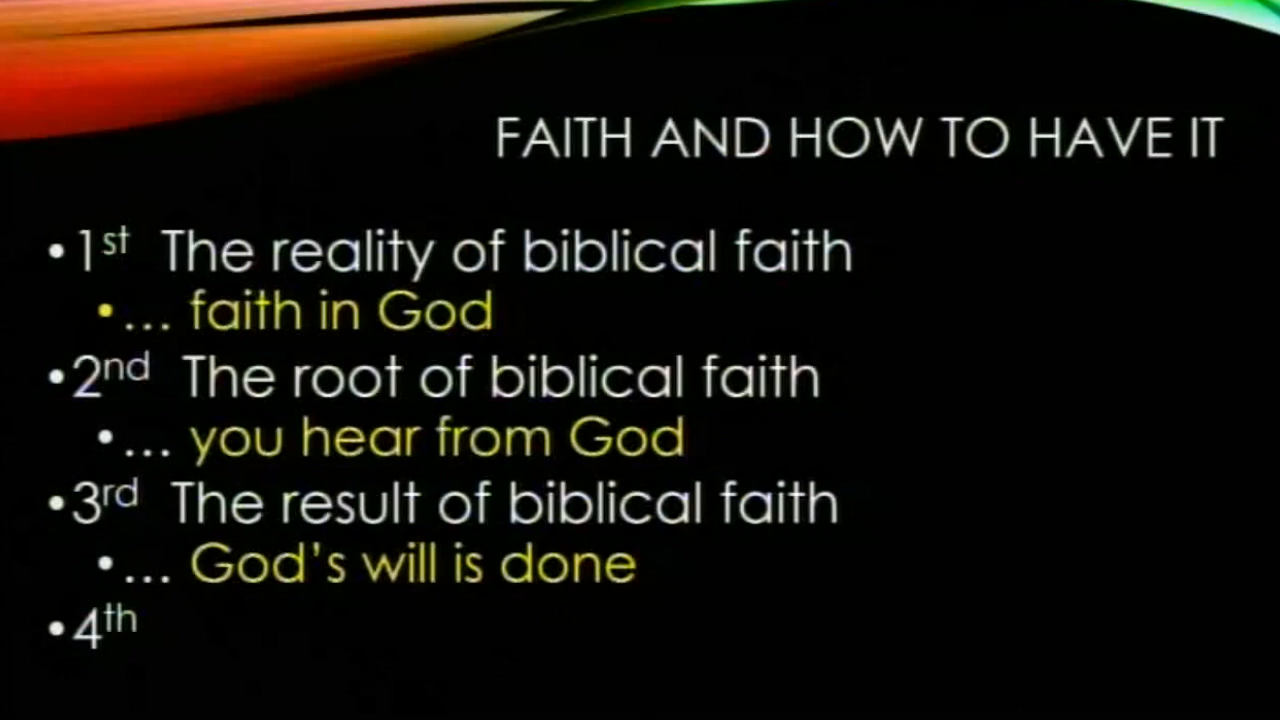 FAITH AND HOW TO HAVE IT
•1st The reality of biblical faith
•... faith in God
•2nd The root of biblical faith
•... you hear from God
•3rd The result of biblical faith
•... God's will is done
•4th